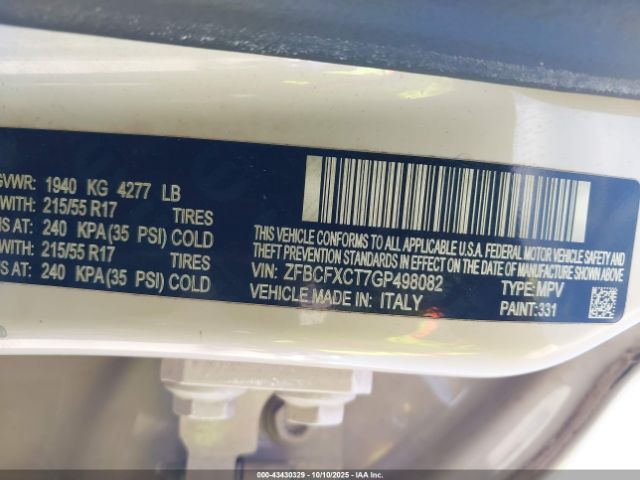 GVWR: 1940 KG 4277 LB
WITH: 215/55 R17 TIRES
AT: 240 KPA (35 PSI) COLD
WITH: 215/55 R17 TIRES
AT: 240 KPA (35 PSI) COLD
THIS VEHICLE CONFORMS TO ALL APPLICABLE U.S.A. FEDERAL MOTOR VEHICLE SAFETY AND
THEFT PREVENTION STANDARDS IN EFFECT ON THE DATE OF MANUFACTURE SHOWN ABOVE.
VIN: ZFBCFXCT7GP498082 TYPE: MPV
VEHICLE MADE IN: ITALY PAINT: 331
000-43430329 | 10/10/2025 | IAA Inc.